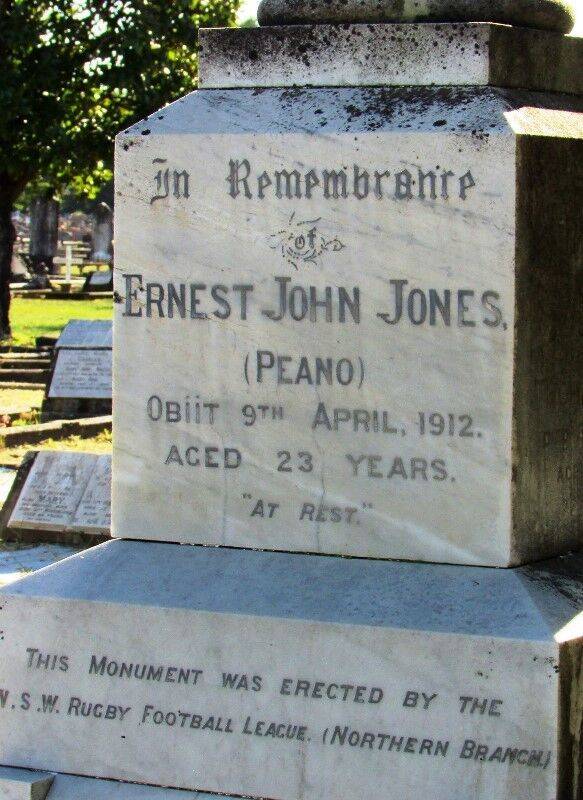 In Remembrance
of
ERNEST JOHN JONES.
(PEANO)
OBIIT 9TH APRIL, 1912.
AGED 23 YEARS.
"AT REST."
THIS MONUMENT WAS ERECTED BY THE
N.S.W. RUGBY FOOTBALL LEAGUE. (NORTHERN BRANCH.)
MARY